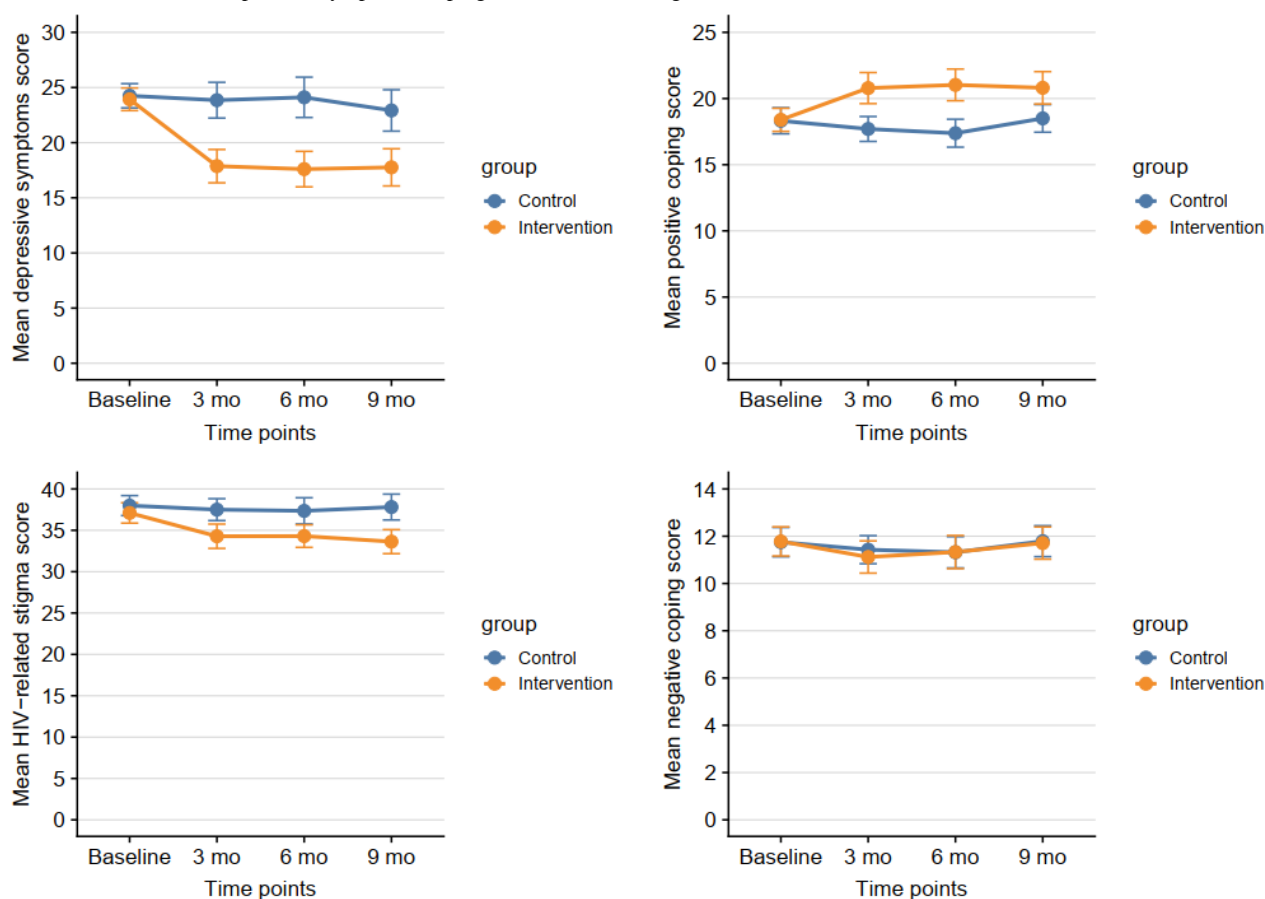 Mean depressive symptoms score
30
25
20
15
10
5
0
Baseline 3 mo 6 mo 9 mo
Time points
group
Control
Intervention
Mean positive coping score
25
20
15
10
5
0
Baseline 3 mo 6 mo 9 mo
Time points
group
Control
Intervention
Mean HIV−related stigma score
40
35
30
25
20
15
10
5
0
Baseline 3 mo 6 mo 9 mo
Time points
group
Control
Intervention
Mean negative coping score
14
12
10
8
6
4
2
0
Baseline 3 mo 6 mo 9 mo
Time points
group
Control
Intervention